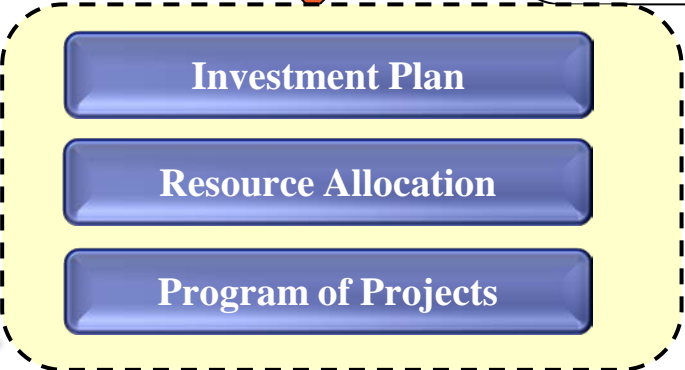 Investment Plan
Resource Allocation
Program of Projects